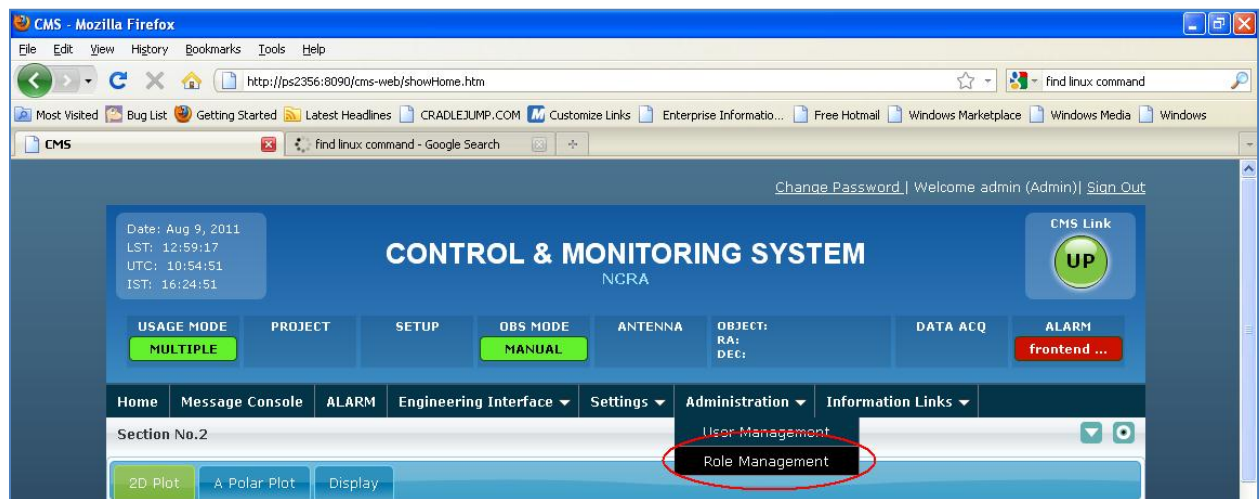 CMS - Mozilla Firefox
File Edit View History Bookmarks Tools Help
http://ps2356:8090/cms-web/showHome.htm
find linux command
Most Visited Bug List Getting Started Latest Headlines CRADLEJUMP.COM Customize Links Enterprise Informatio... Free Hotmail Windows Marketplace Windows Media Windows
CMS find linux command - Google Search
Change Password | Welcome admin (Admin)| Sign Out
Date: Aug 9, 2011
LST: 12:59:17
UTC: 10:54:51
IST: 16:24:51
CONTROL & MONITORING SYSTEM
NCRA
CMS Link
UP
USAGE MODE
MULTIPLE
PROJECT
SETUP
OBS MODE
MANUAL
ANTENNA
OBJECT:
RA:
DEC:
DATA ACQ
ALARM
frontend ...
Home Message Console ALARM Engineering Interface Settings Administration Information Links
Section No.2
User Management
Role Management
2D Plot A Polar Plot Display